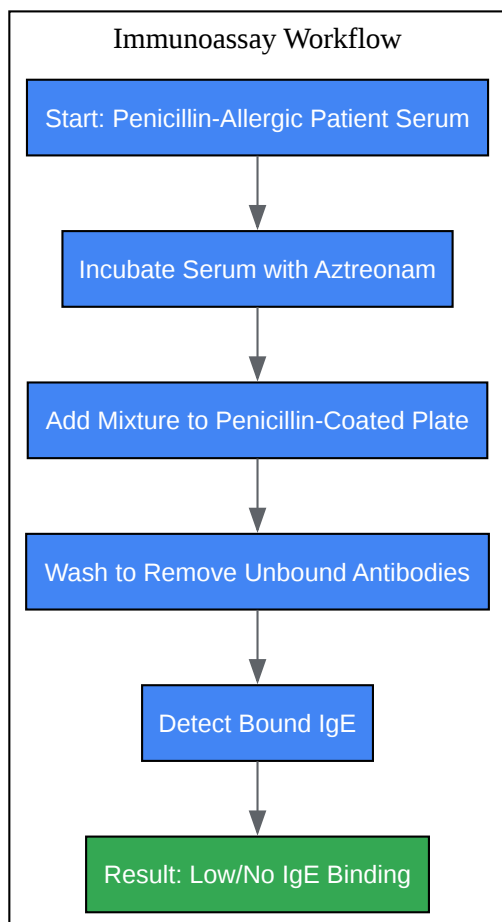 Immunoassay Workflow
Start: Penicillin-Allergic Patient Serum
Incubate Serum with Aztreonam
Add Mixture to Penicillin-Coated Plate
Wash to Remove Unbound Antibodies
Detect Bound IgE
Result: Low/No IgE Binding